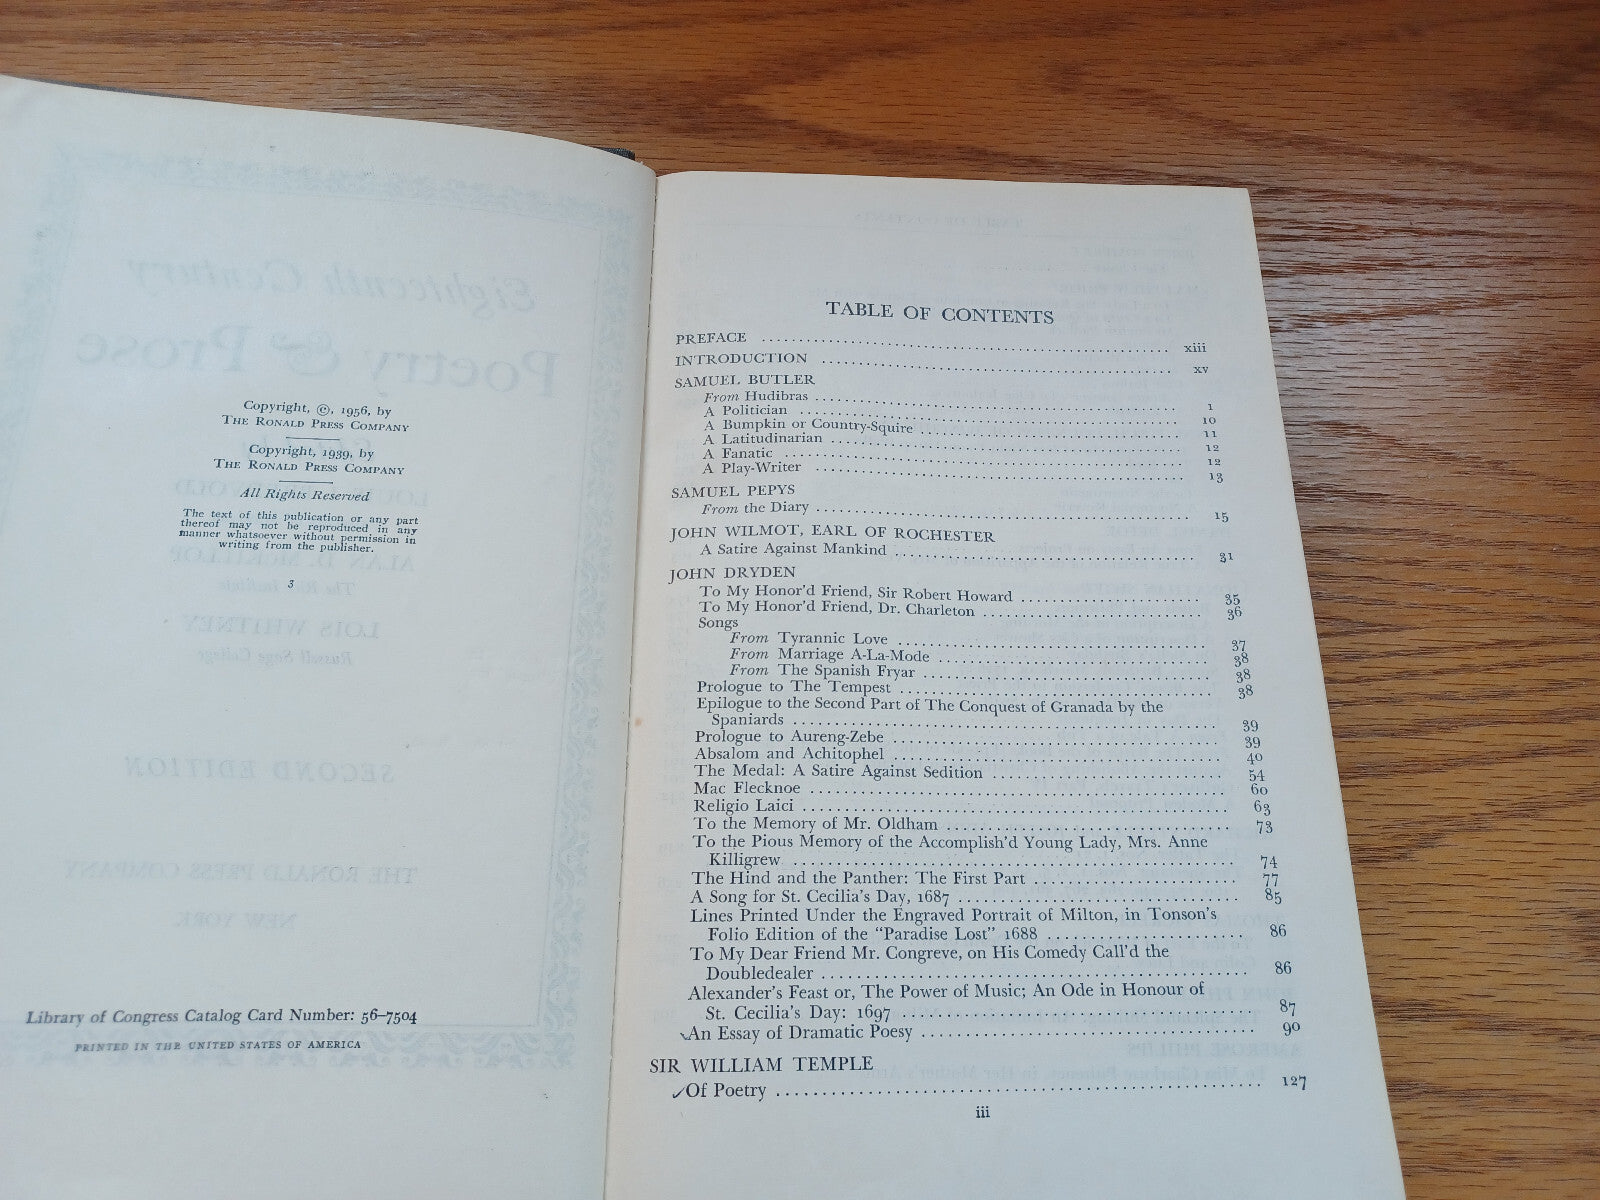 Copyright, ©, 1956, by
THE RONALD PRESS COMPANY
Copyright, 1939, by
THE RONALD PRESS COMPANY
All Rights Reserved
The text of this publication or any part
thereof may not be reproduced in any
manner whatsoever without permission in
writing from the publisher.
3
Library of Congress Catalog Card Number: 56–7504
PRINTED IN THE UNITED STATES OF AMERICA
TABLE OF CONTENTS
PREFACE xiii
INTRODUCTION xv
SAMUEL BUTLER
From Hudibras 1
A Politician 10
A Bumpkin or Country-Squire 11
A Latitudinarian 12
A Fanatic 12
A Play-Writer 13
SAMUEL PEPYS
From the Diary 15
JOHN WILMOT, EARL OF ROCHESTER
A Satire Against Mankind 31
JOHN DRYDEN
To My Honor'd Friend, Sir Robert Howard 35
To My Honor'd Friend, Dr. Charleton 36
Songs
From Tyrannic Love 37
From Marriage A-La-Mode 38
From The Spanish Fryar 38
Prologue to The Tempest 38
Epilogue to the Second Part of The Conquest of Granada by the
Spaniards 39
Prologue to Aureng-Zebe 39
Absalom and Achitophel 40
The Medal: A Satire Against Sedition 54
Mac Flecknoe 60
Religio Laici 63
To the Memory of Mr. Oldham 73
To the Pious Memory of the Accomplish'd Young Lady, Mrs. Anne
Killigrew 74
The Hind and the Panther: The First Part 77
A Song for St. Cecilia's Day, 1687 85
Lines Printed Under the Engraved Portrait of Milton, in Tonson's
Folio Edition of the "Paradise Lost" 1688 86
To My Dear Friend Mr. Congreve, on His Comedy Call'd the
Doubledealer 86
Alexander's Feast or, The Power of Music; An Ode in Honour of
St. Cecilia's Day: 1697 87
An Essay of Dramatic Poesy 90
SIR WILLIAM TEMPLE
Of Poetry 127
iii